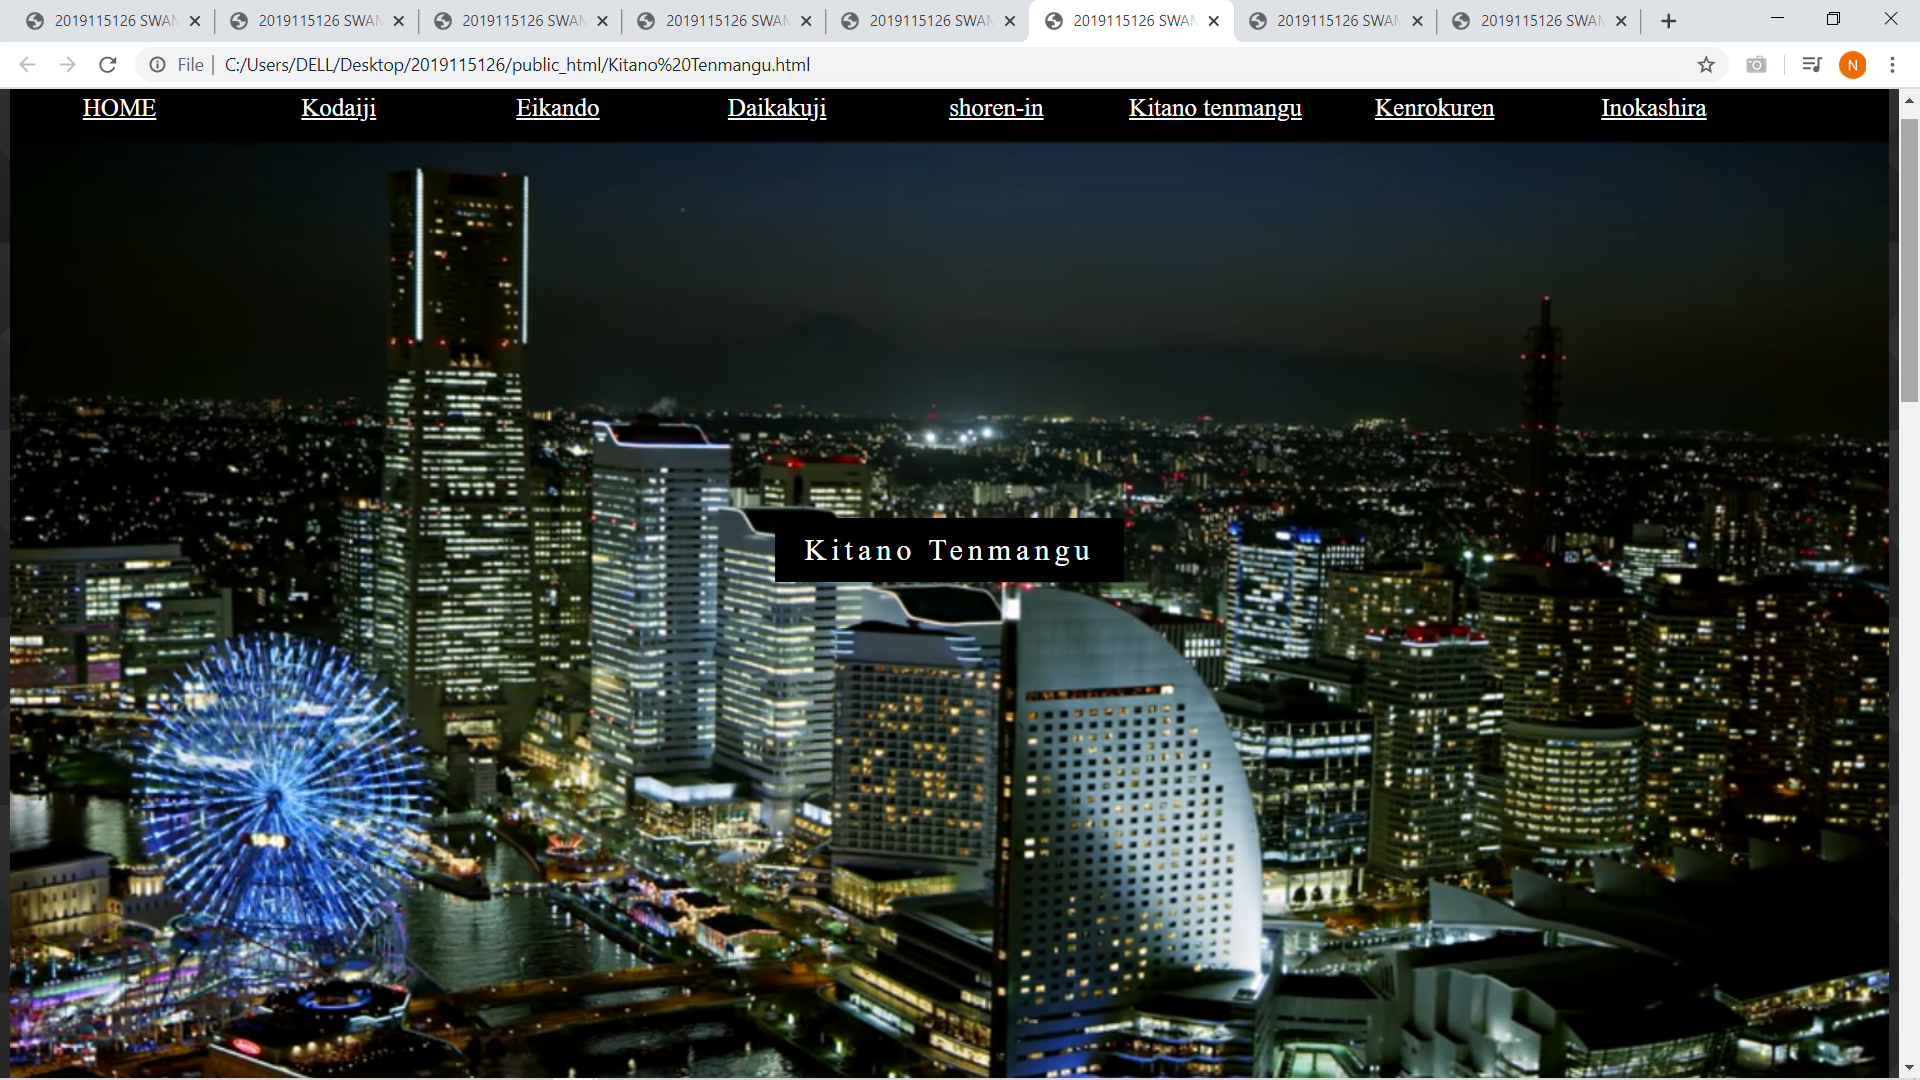 2019115126 SWAN 2019115126 SWAN 2019115126 SWAN 2019115126 SWAN 2019115126 SWAN 2019115126 SWAN 2019115126 SWAN 2019115126 SWAN
File C:/Users/DELL/Desktop/2019115126/public_html/Kitano%20Tenmangu.html N
HOME Kodaiji Eikando Daikakuji shoren-in Kitano tenmangu Kenrokuren Inokashira
Kitano Tenmangu